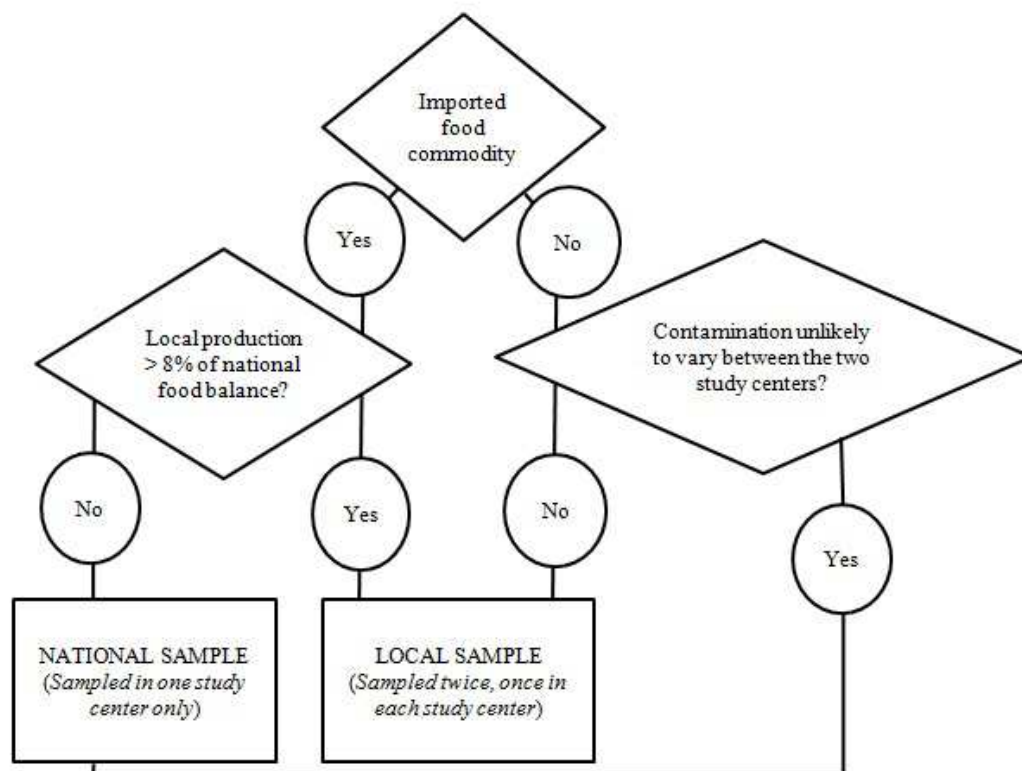 Imported
food
commodity
Yes
No
Local production
> 8% of national
food balance?
Contamination unlikely
to vary between the two
study centers?
No
Yes
No
Yes
NATIONAL SAMPLE
(Sampled in one study
center only)
LOCAL SAMPLE
(Sampled twice, once in
each study center)